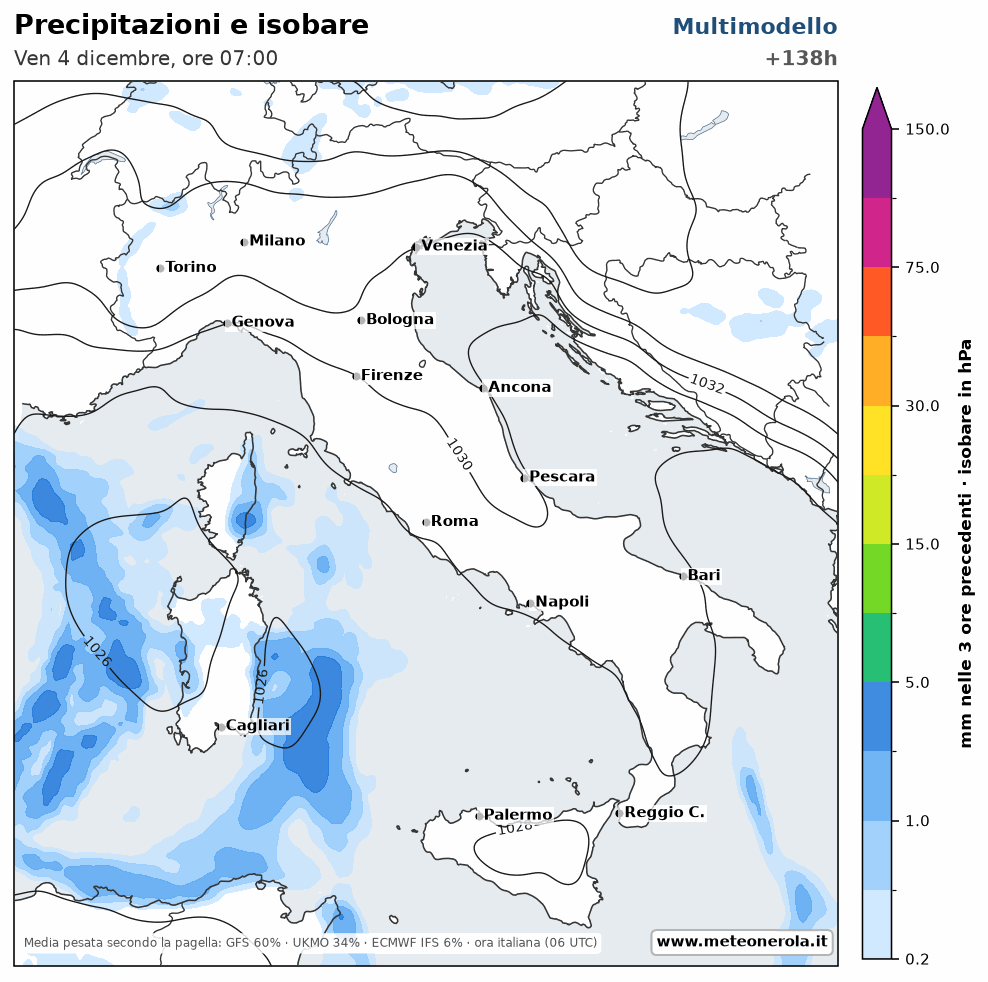 Precipitazioni e isobare
Multimodello
Ven 4 dicembre, ore 07:00
+138h
150.0
75.0
30.0
15.0
5.0
1.0
0.2
mm nelle 3 ore precedenti · isobare in hPa
Milano
Venezia
Torino
Genova
Bologna
Firenze
Ancona
1032
1030
Pescara
Roma
Bari
Napoli
1026
1026
Cagliari
Palermo
Reggio C.
1028
Media pesata secondo la pagella: GFS 60% · UKMO 34% · ECMWF IFS 6% · ora italiana (06 UTC)
www.meteonerola.it